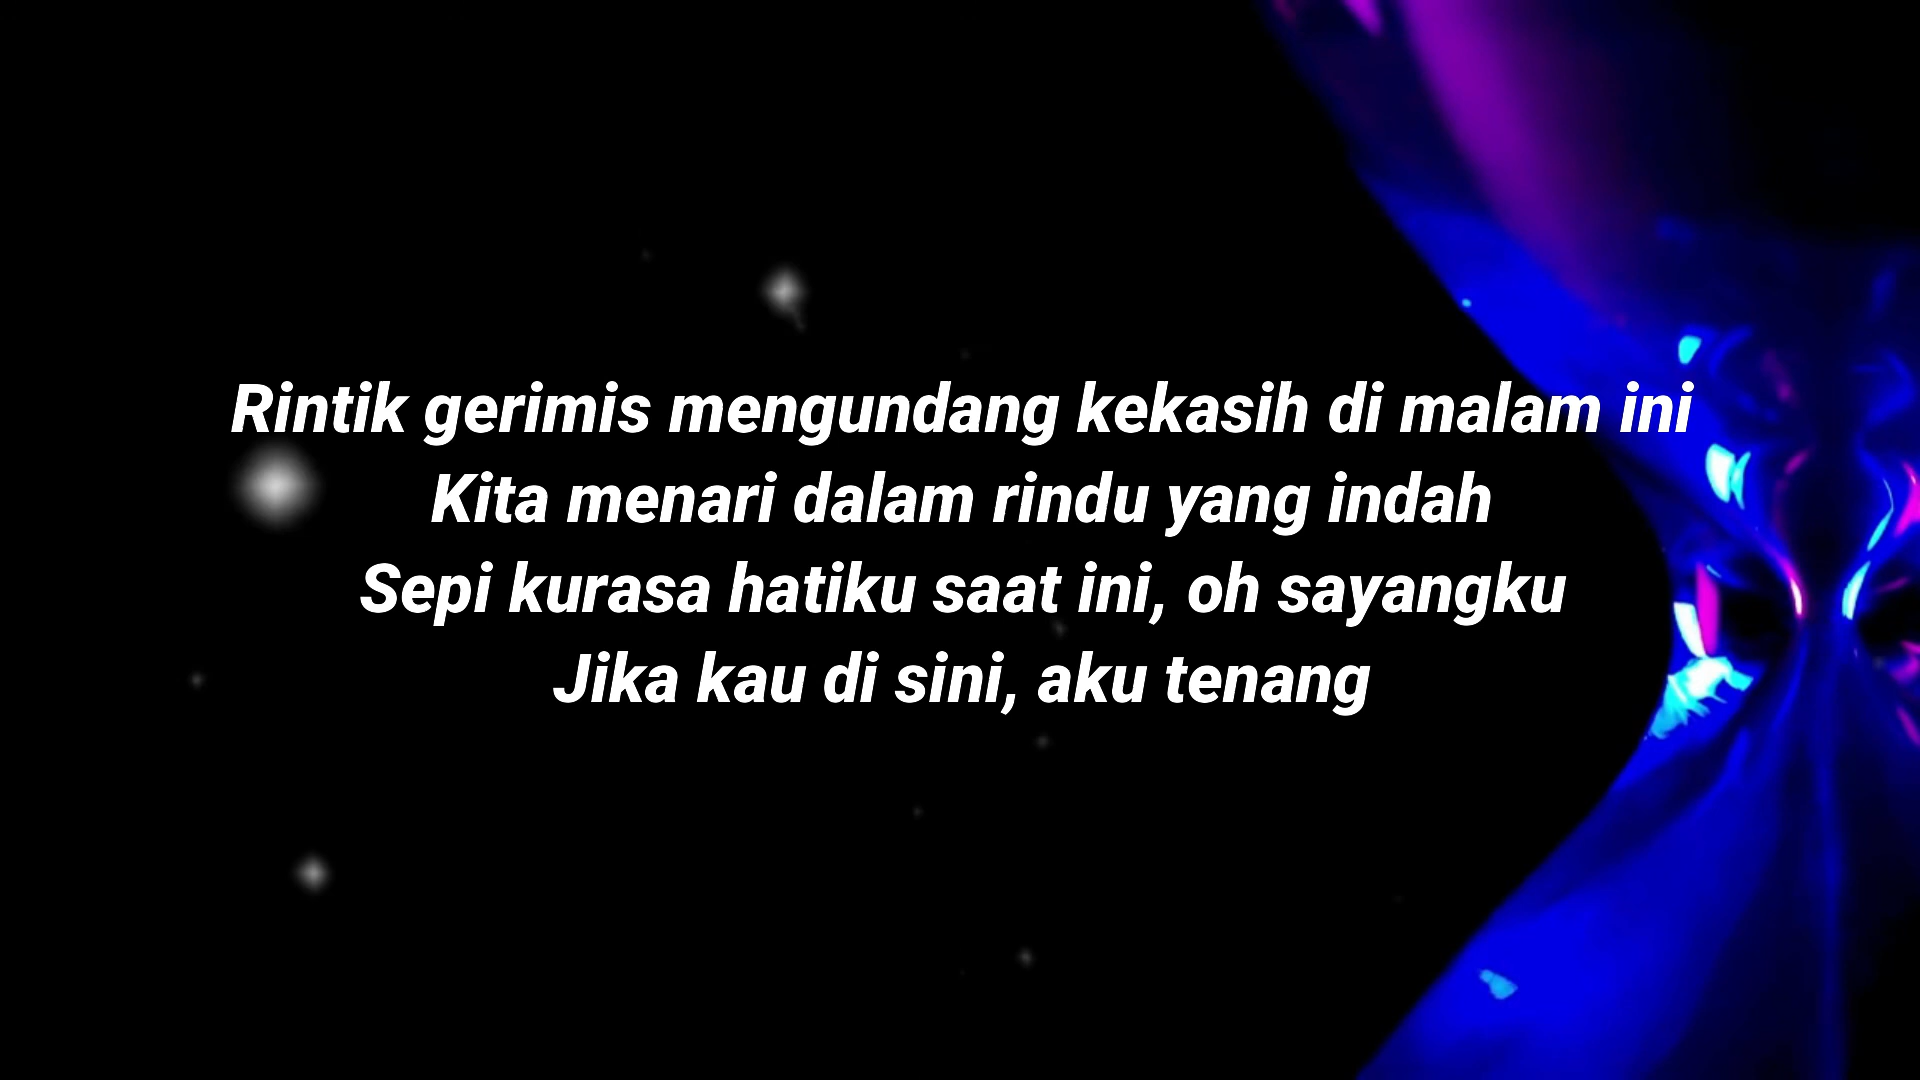 Rintik gerimis mengundang kekasih di malam ini
Kita menari dalam rindu yang indah
Sepi kurasa hatiku saat ini, oh sayangku
Jika kau di sini, aku tenang